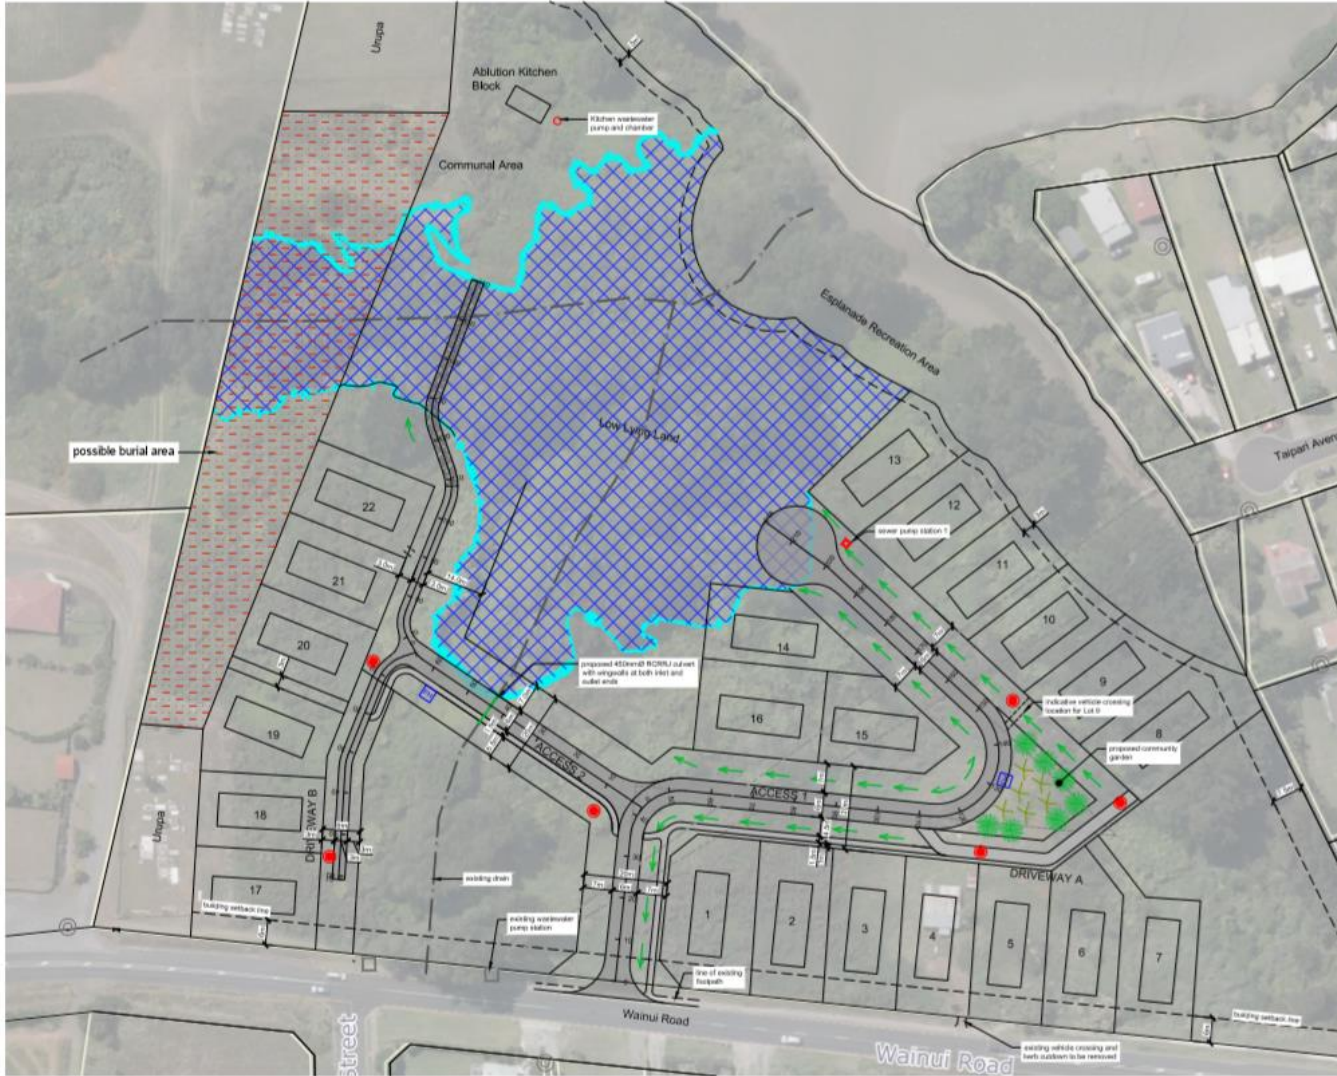 Urupa
Ablution Kitchen
Block
Kitchen wastewater
pump and chamber
Communal Area
Esplanade Recreation Area
Low Lying Land
possible burial area
Taipari Aven
13
12
11
10
9
8
sewer pump station 1
22
21
20
19
18
17
14
16
15
proposed 450mmØ RCRRJ culvert
with wingwalls at both inlet and
outlet ends
indicative vehicle crossing
location for Lot 8
proposed community
garden
ACCESS 2
ACCESS 1
DRIVEWAY B
DRIVEWAY A
Urupa
existing drain
building setback line
existing wastewater
pump station
1
2
3
4
5
6
7
line of existing
footpath
building setback line
Wainui Road
Wainui Road
Street
existing vehicle crossing and
kerb cutdown to be removed